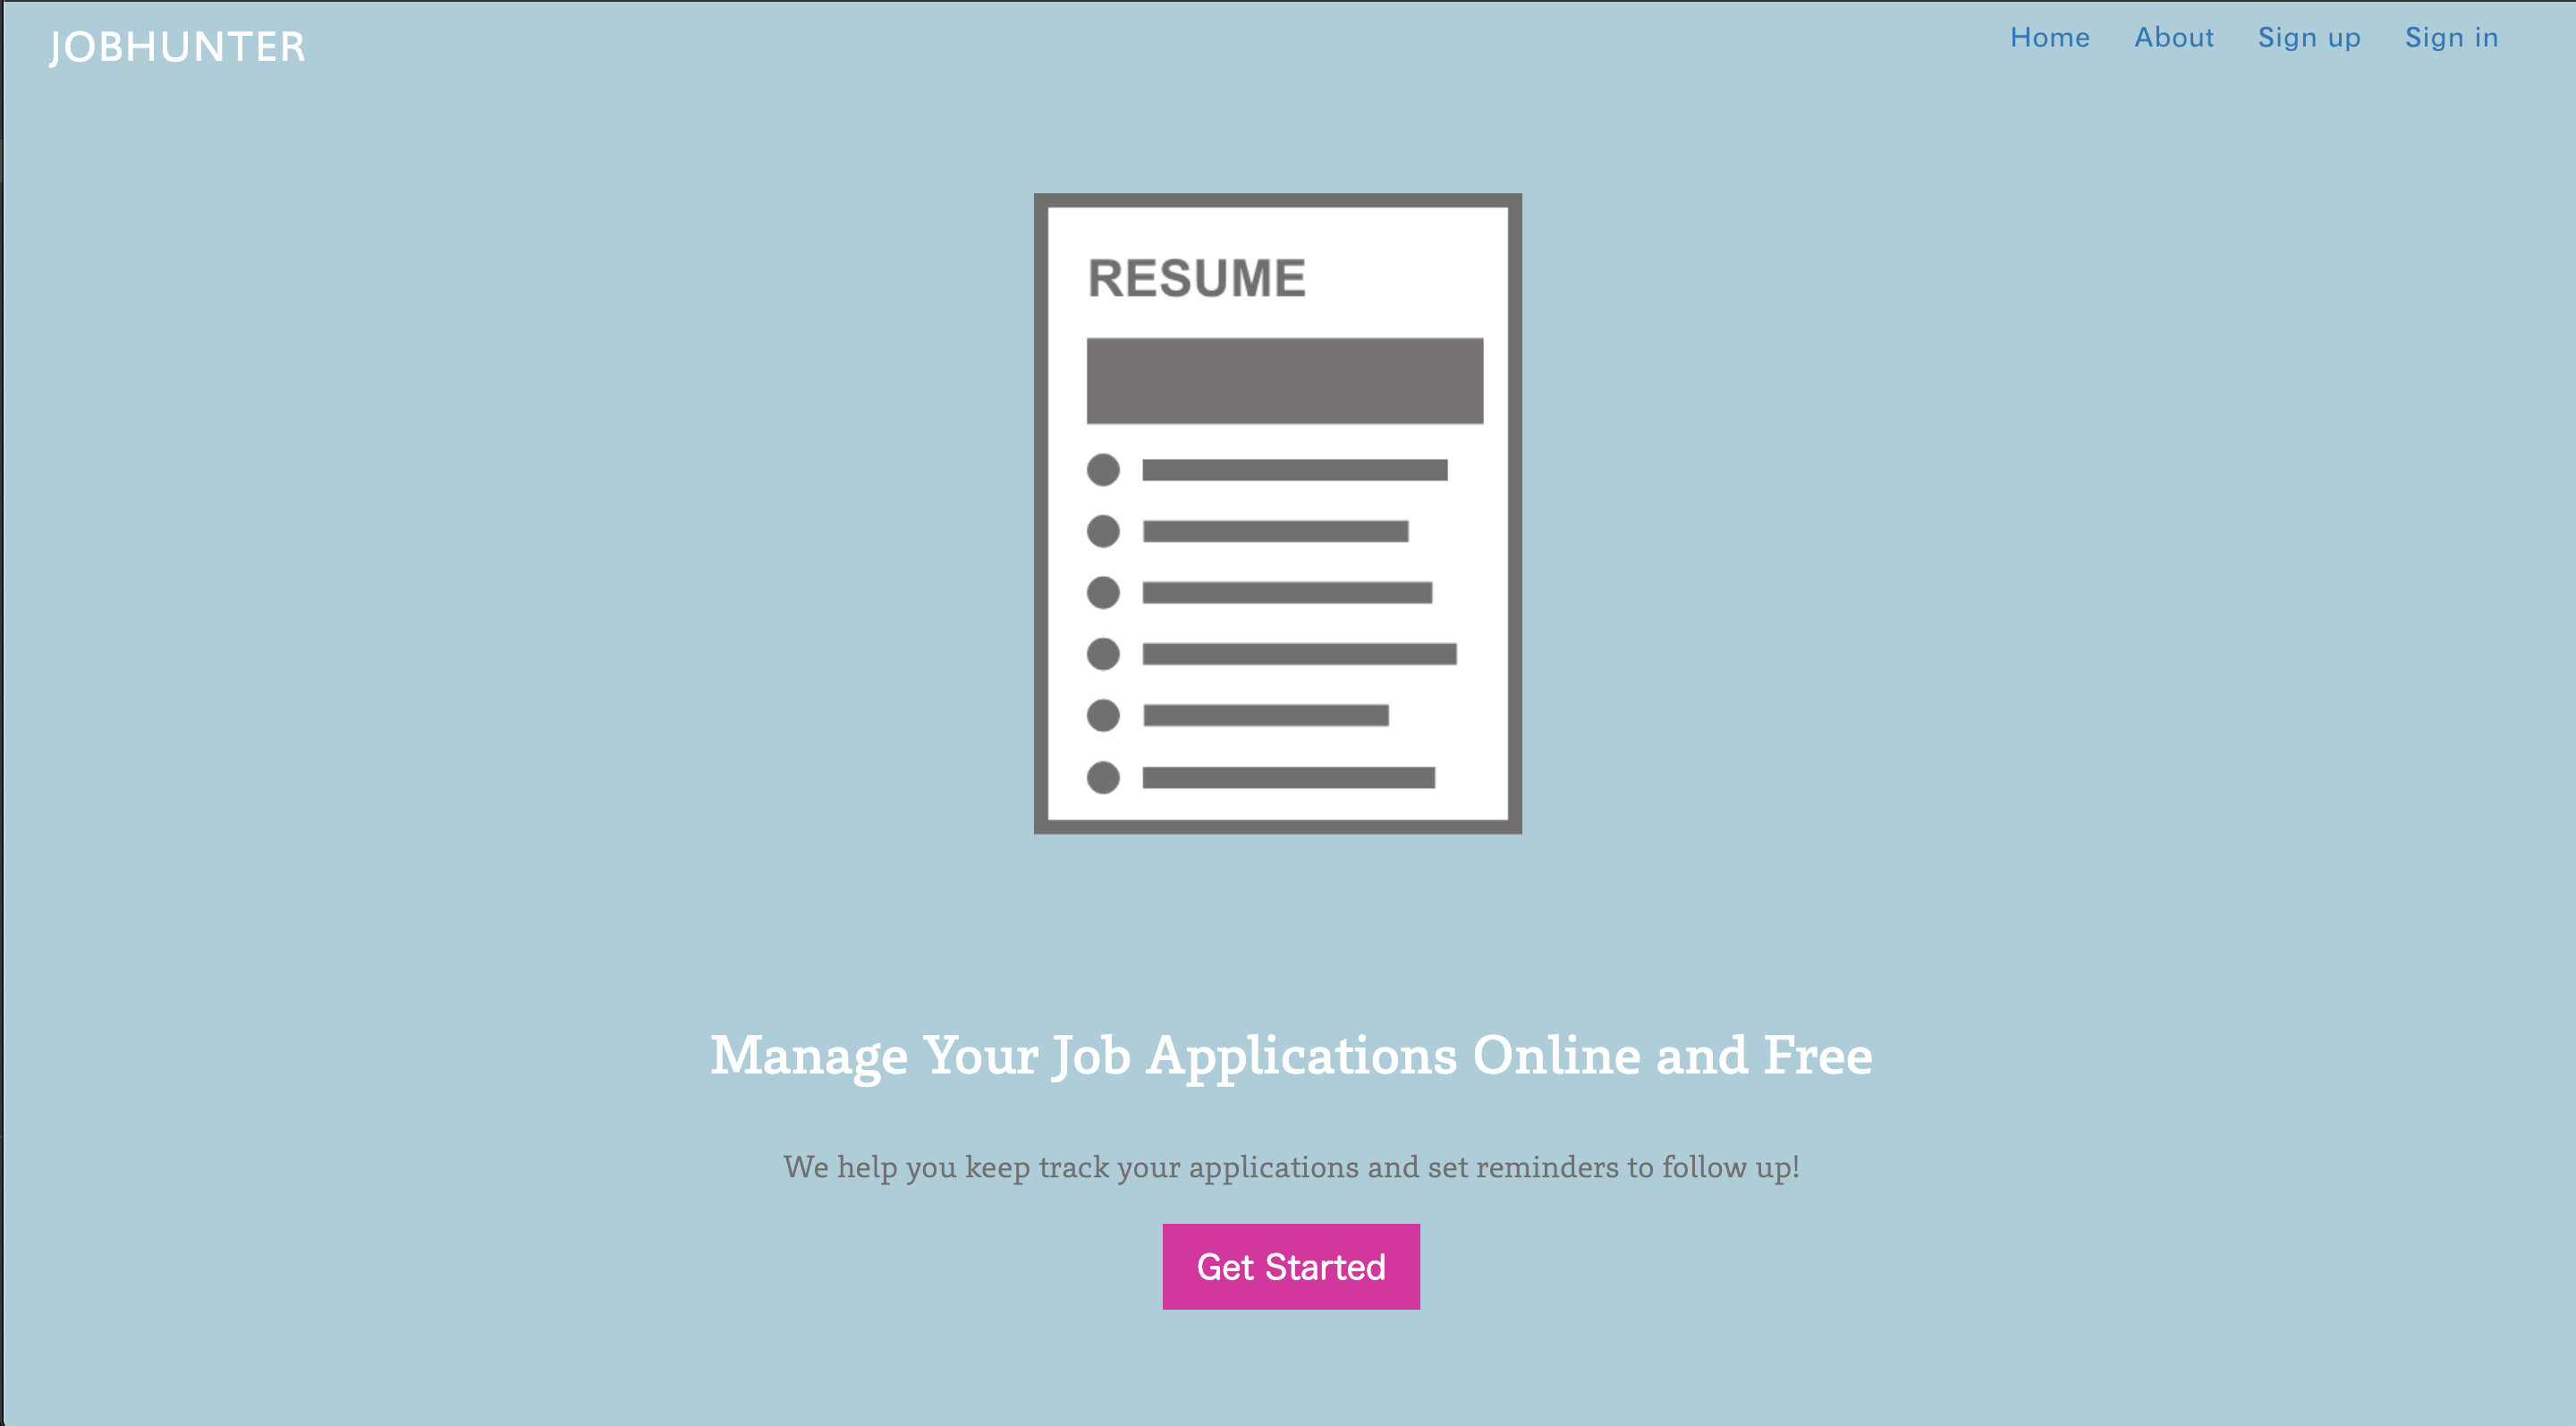 JOBHUNTER
Home About Sign up Sign in
RESUME
Manage Your Job Applications Online and Free
We help you keep track your applications and set reminders to follow up!
Get Started